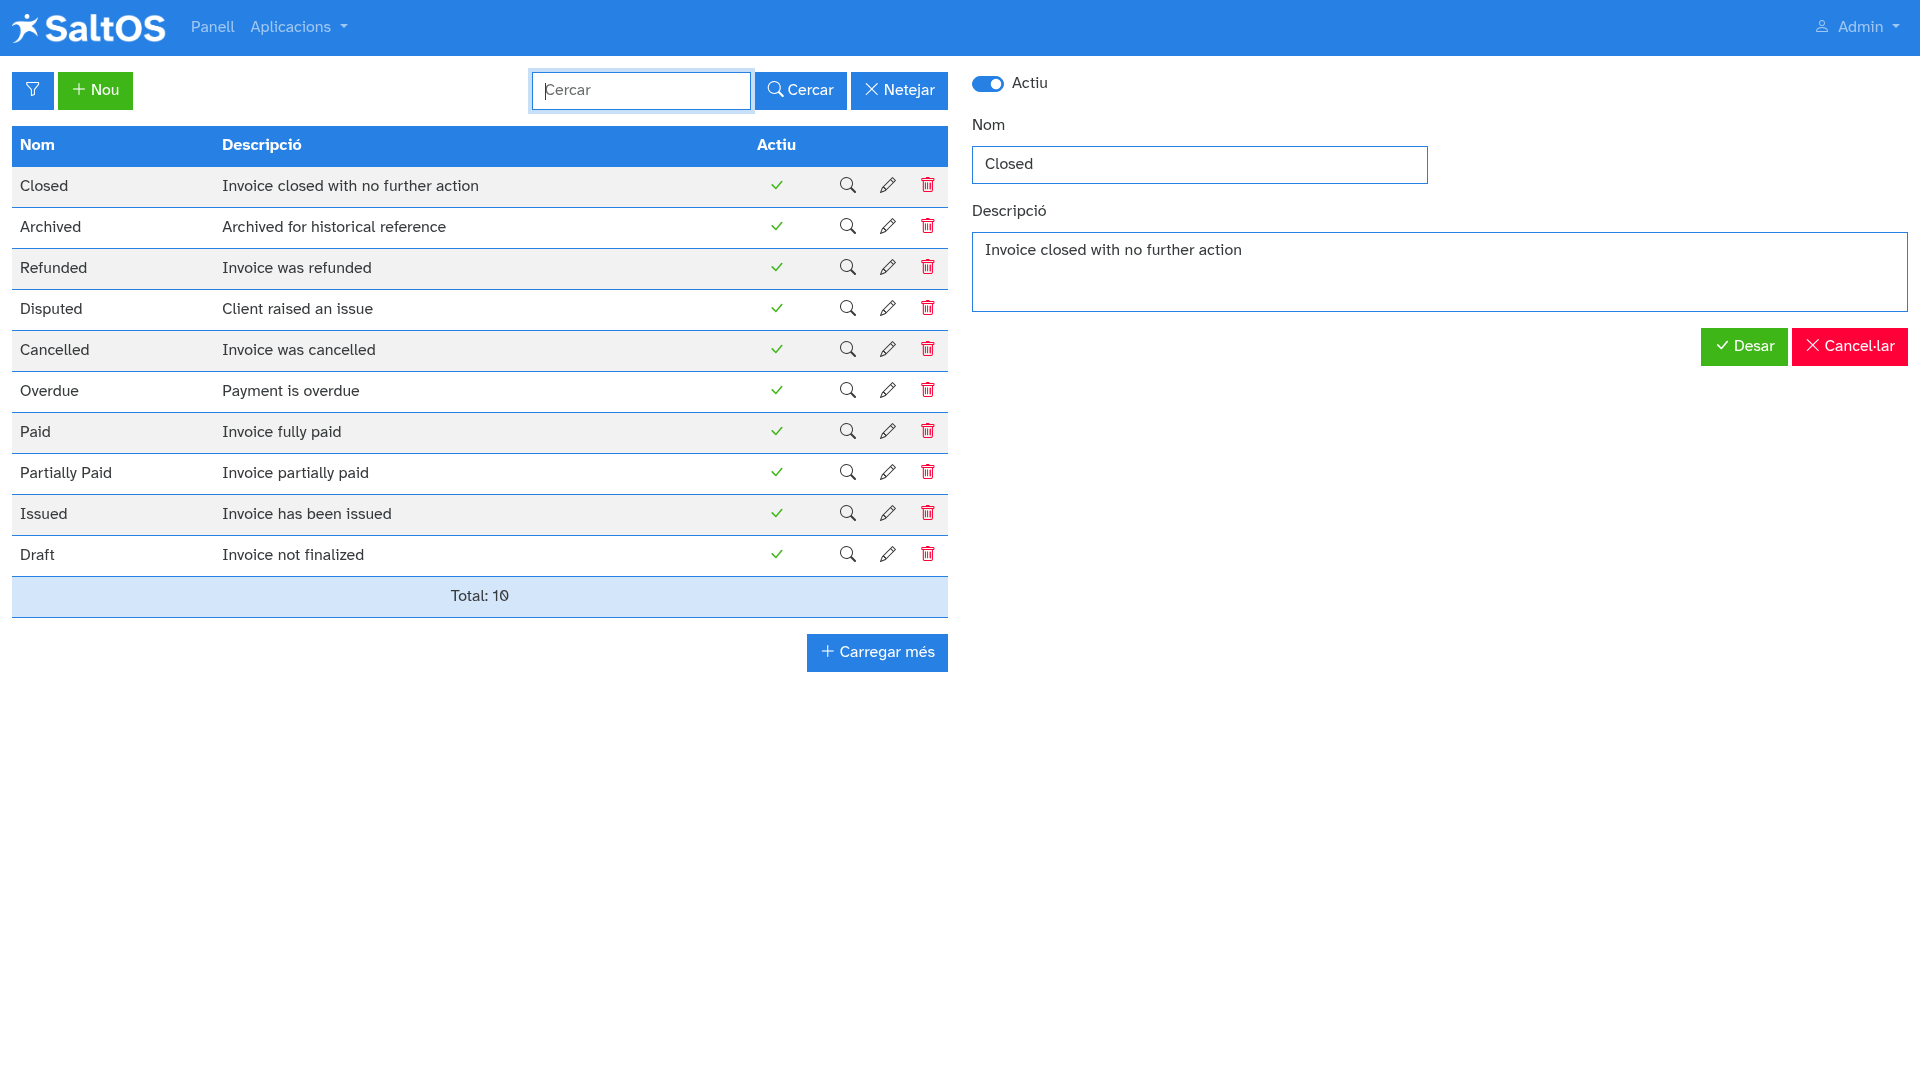 SaltOS Panell Aplicacions Admin
Nou Cercar Cercar Netejar
Nom Descripció Actiu
Closed Invoice closed with no further action
Archived Archived for historical reference
Refunded Invoice was refunded
Disputed Client raised an issue
Cancelled Invoice was cancelled
Overdue Payment is overdue
Paid Invoice fully paid
Partially Paid Invoice partially paid
Issued Invoice has been issued
Draft Invoice not finalized
Total: 10
Carregar més
Actiu
Nom
Closed
Descripció
Invoice closed with no further action
Desar Cancel·lar